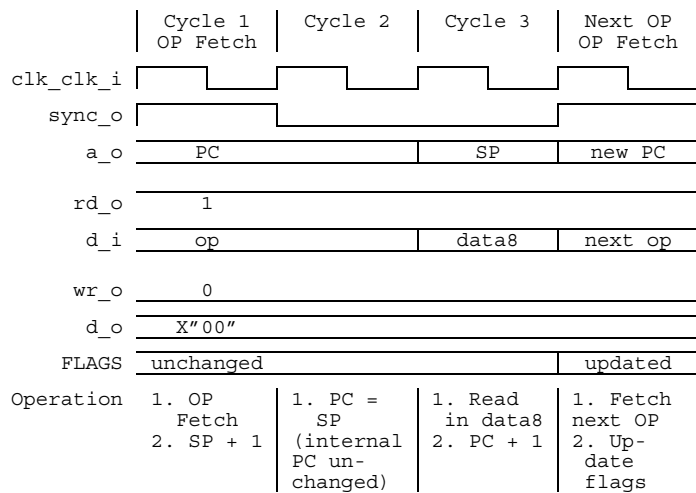 Cycle 1 Cycle 2 Cycle 3 Next OP
OP Fetch OP Fetch
clk_clk_i
sync_o
a_o PC SP new PC
rd_o 1
d_i op data8 next op
wr_o 0
d_o X"00"
FLAGS unchanged updated
Operation 1. OP 1. PC = 1. Read 1. Fetch
Fetch SP in data8 next OP
2. SP + 1 (internal 2. PC + 1 2. Up-
PC un- date
changed) flags